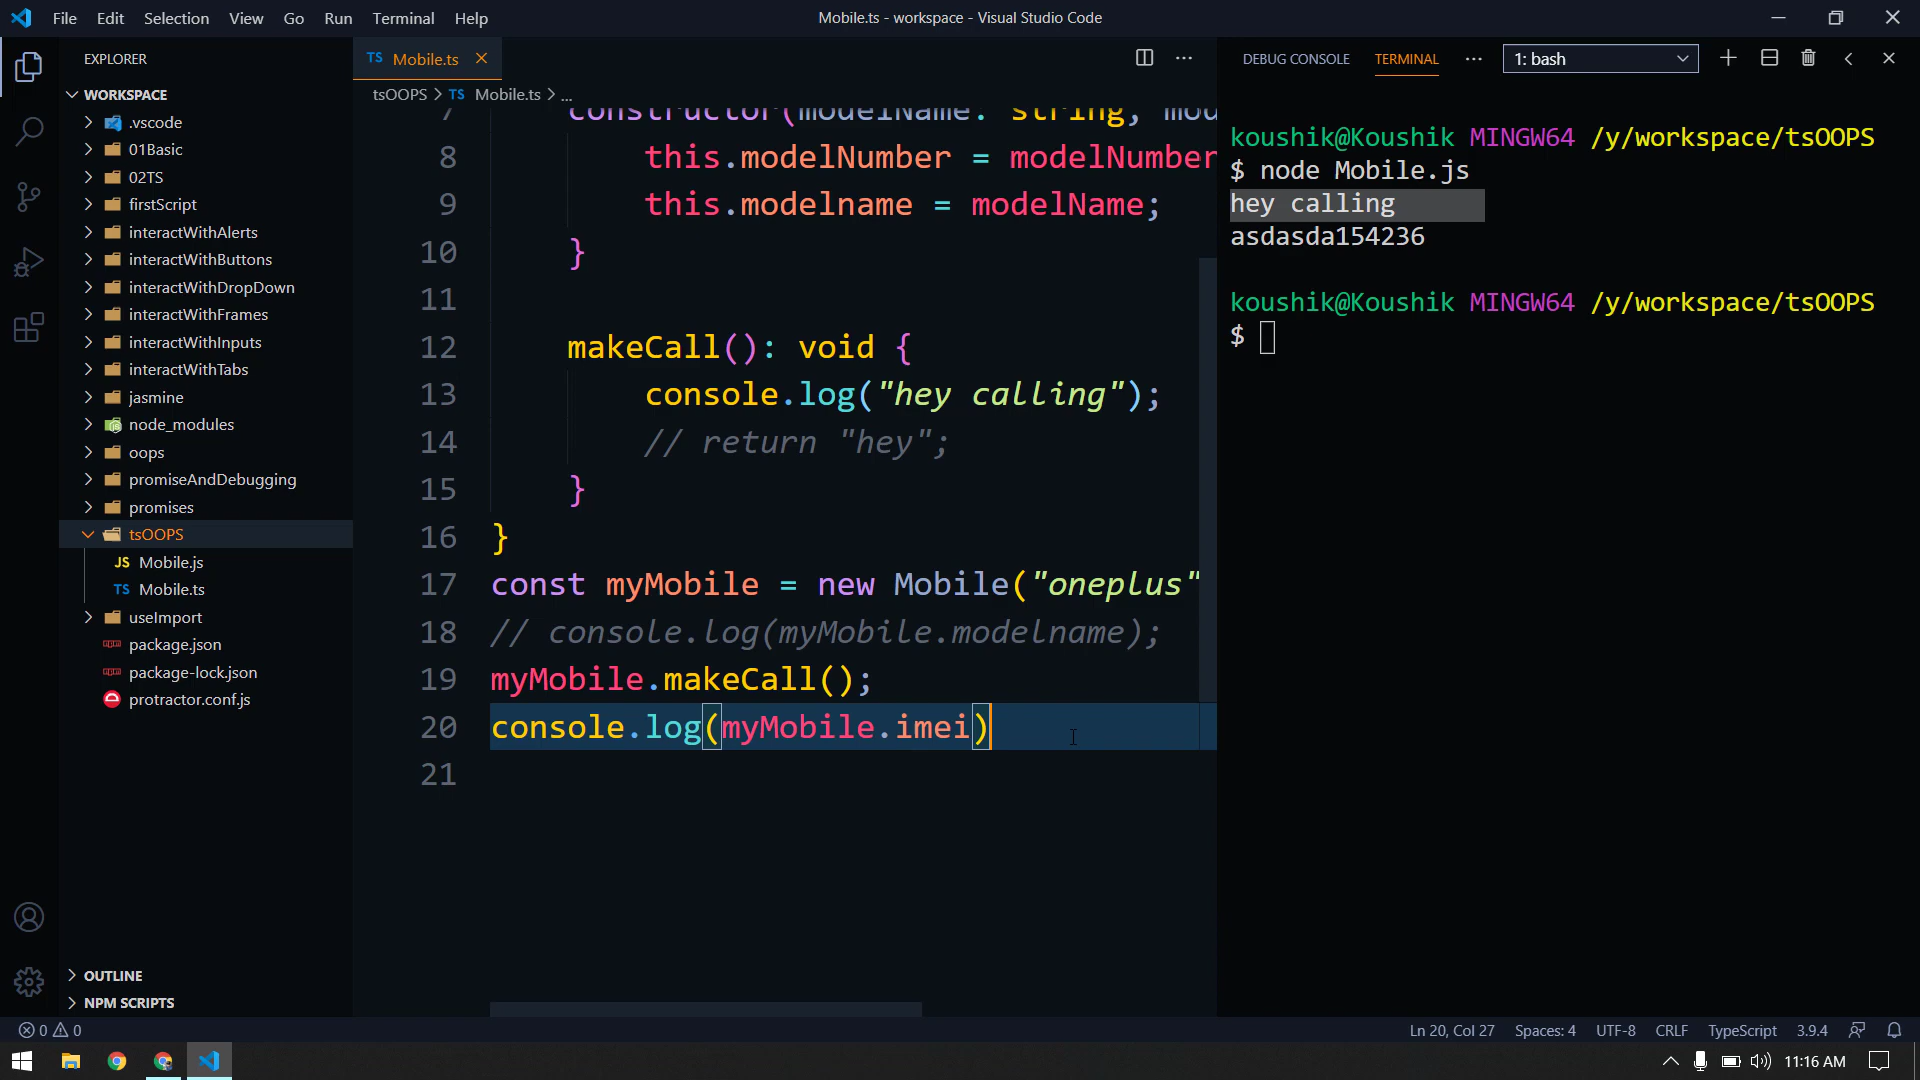 File Edit Selection View Go Run Terminal Help
Mobile.ts - workspace - Visual Studio Code
EXPLORER
WORKSPACE
.vscode
01Basic
02TS
firstScript
interactWithAlerts
interactWithButtons
interactWithDropDown
interactWithFrames
interactWithInputs
interactWithTabs
jasmine
node_modules
oops
promiseAndDebugging
promises
tsOOPS
JS Mobile.js
TS Mobile.ts
useImport
package.json
package-lock.json
protractor.conf.js
OUTLINE
NPM SCRIPTS
TS Mobile.ts
tsOOPS > TS Mobile.ts > ...
7 constructor(modelName: string, mod
8 this.modelNumber = modelNumber
9 this.modelname = modelName;
10 }
11
12 makeCall(): void {
13 console.log("hey calling");
14 // return "hey";
15 }
16 }
17 const myMobile = new Mobile("oneplus"
18 // console.log(myMobile.modelname);
19 myMobile.makeCall();
20 console.log(myMobile.imei)
21
DEBUG CONSOLE TERMINAL ... 1: bash
koushik@Koushik MINGW64 /y/workspace/tsOOPS
$ node Mobile.js
hey calling
asdasda154236
koushik@Koushik MINGW64 /y/workspace/tsOOPS
$
0 0
Ln 20, Col 27 Spaces: 4 UTF-8 CRLF TypeScript 3.9.4
11:16 AM